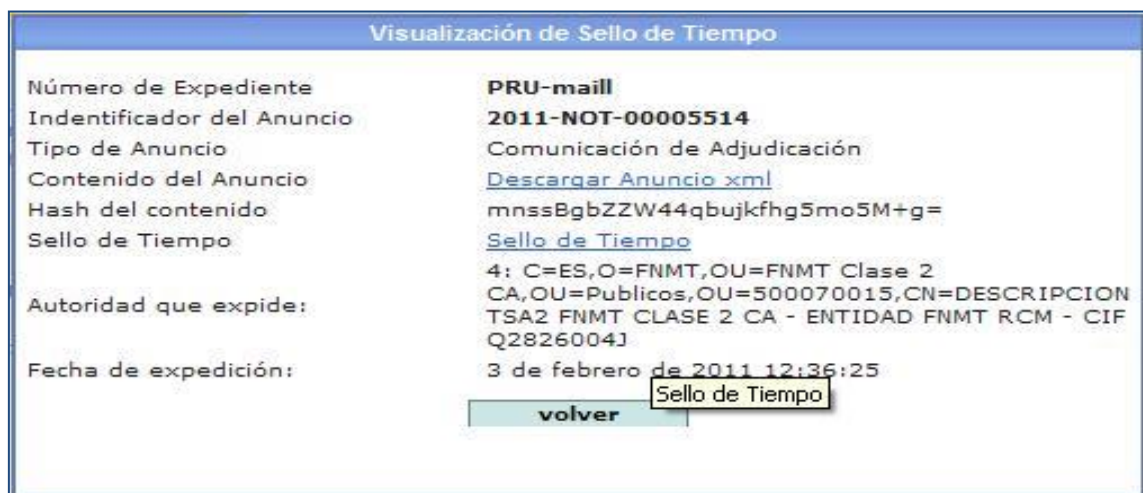 Visualización de Sello de Tiempo
Número de Expediente PRU-maill
Indentificador del Anuncio 2011-NOT-00005514
Tipo de Anuncio Comunicación de Adjudicación
Contenido del Anuncio Descargar Anuncio xml
Hash del contenido mnssBgbZZW44qbujkfhg5mo5M+g=
Sello de Tiempo Sello de Tiempo
Autoridad que expide: 4: C=ES,O=FNMT,OU=FNMT Clase 2
CA,OU=Publicos,OU=500070015,CN=DESCRIPCION
TSA2 FNMT CLASE 2 CA - ENTIDAD FNMT RCM - CIF
Q2826004J
Fecha de expedición: 3 de febrero de 2011 12:36:25
Sello de Tiempo
volver